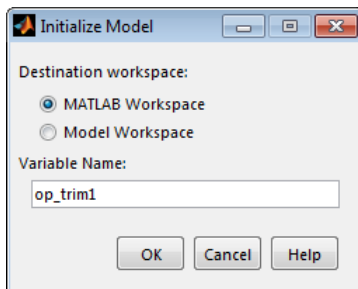 Initialize Model
Destination workspace:
MATLAB Workspace
Model Workspace
Variable Name:
op_trim1
OK Cancel Help